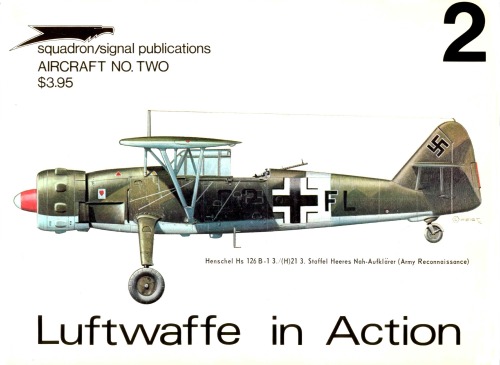 squadron/signal publications
AIRCRAFT NO. TWO
$3.95
2
FL
Henschel Hs 126 B-1 3./(H)21 3. Staffel Heeres Nah-Aufklärer (Army Reconnaissance)
Luftwaffe in Action